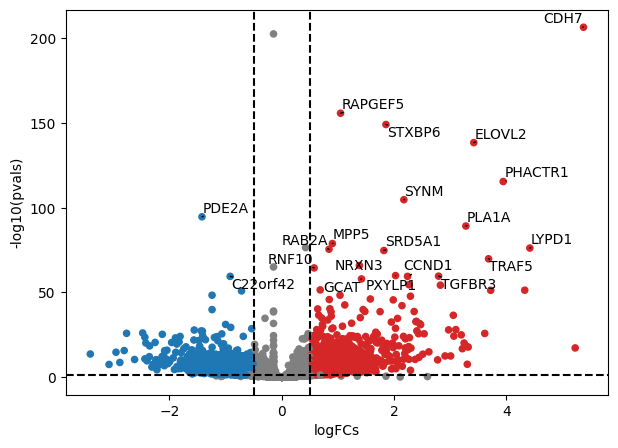 CDH7
200
RAPGEF5
150
STXBP6
ELOVL2
PHACTR1
SYNM
100
PDE2A
PLA1A
MPP5
RAB2A
SRD5A1
LYPD1
RNF10
NRXN3
CCND1
TRAF5
C22orf42
GCAT
PXYLP1
TGFBR3
50
0
−2
0
2
4
-log10(pvals)
logFCs